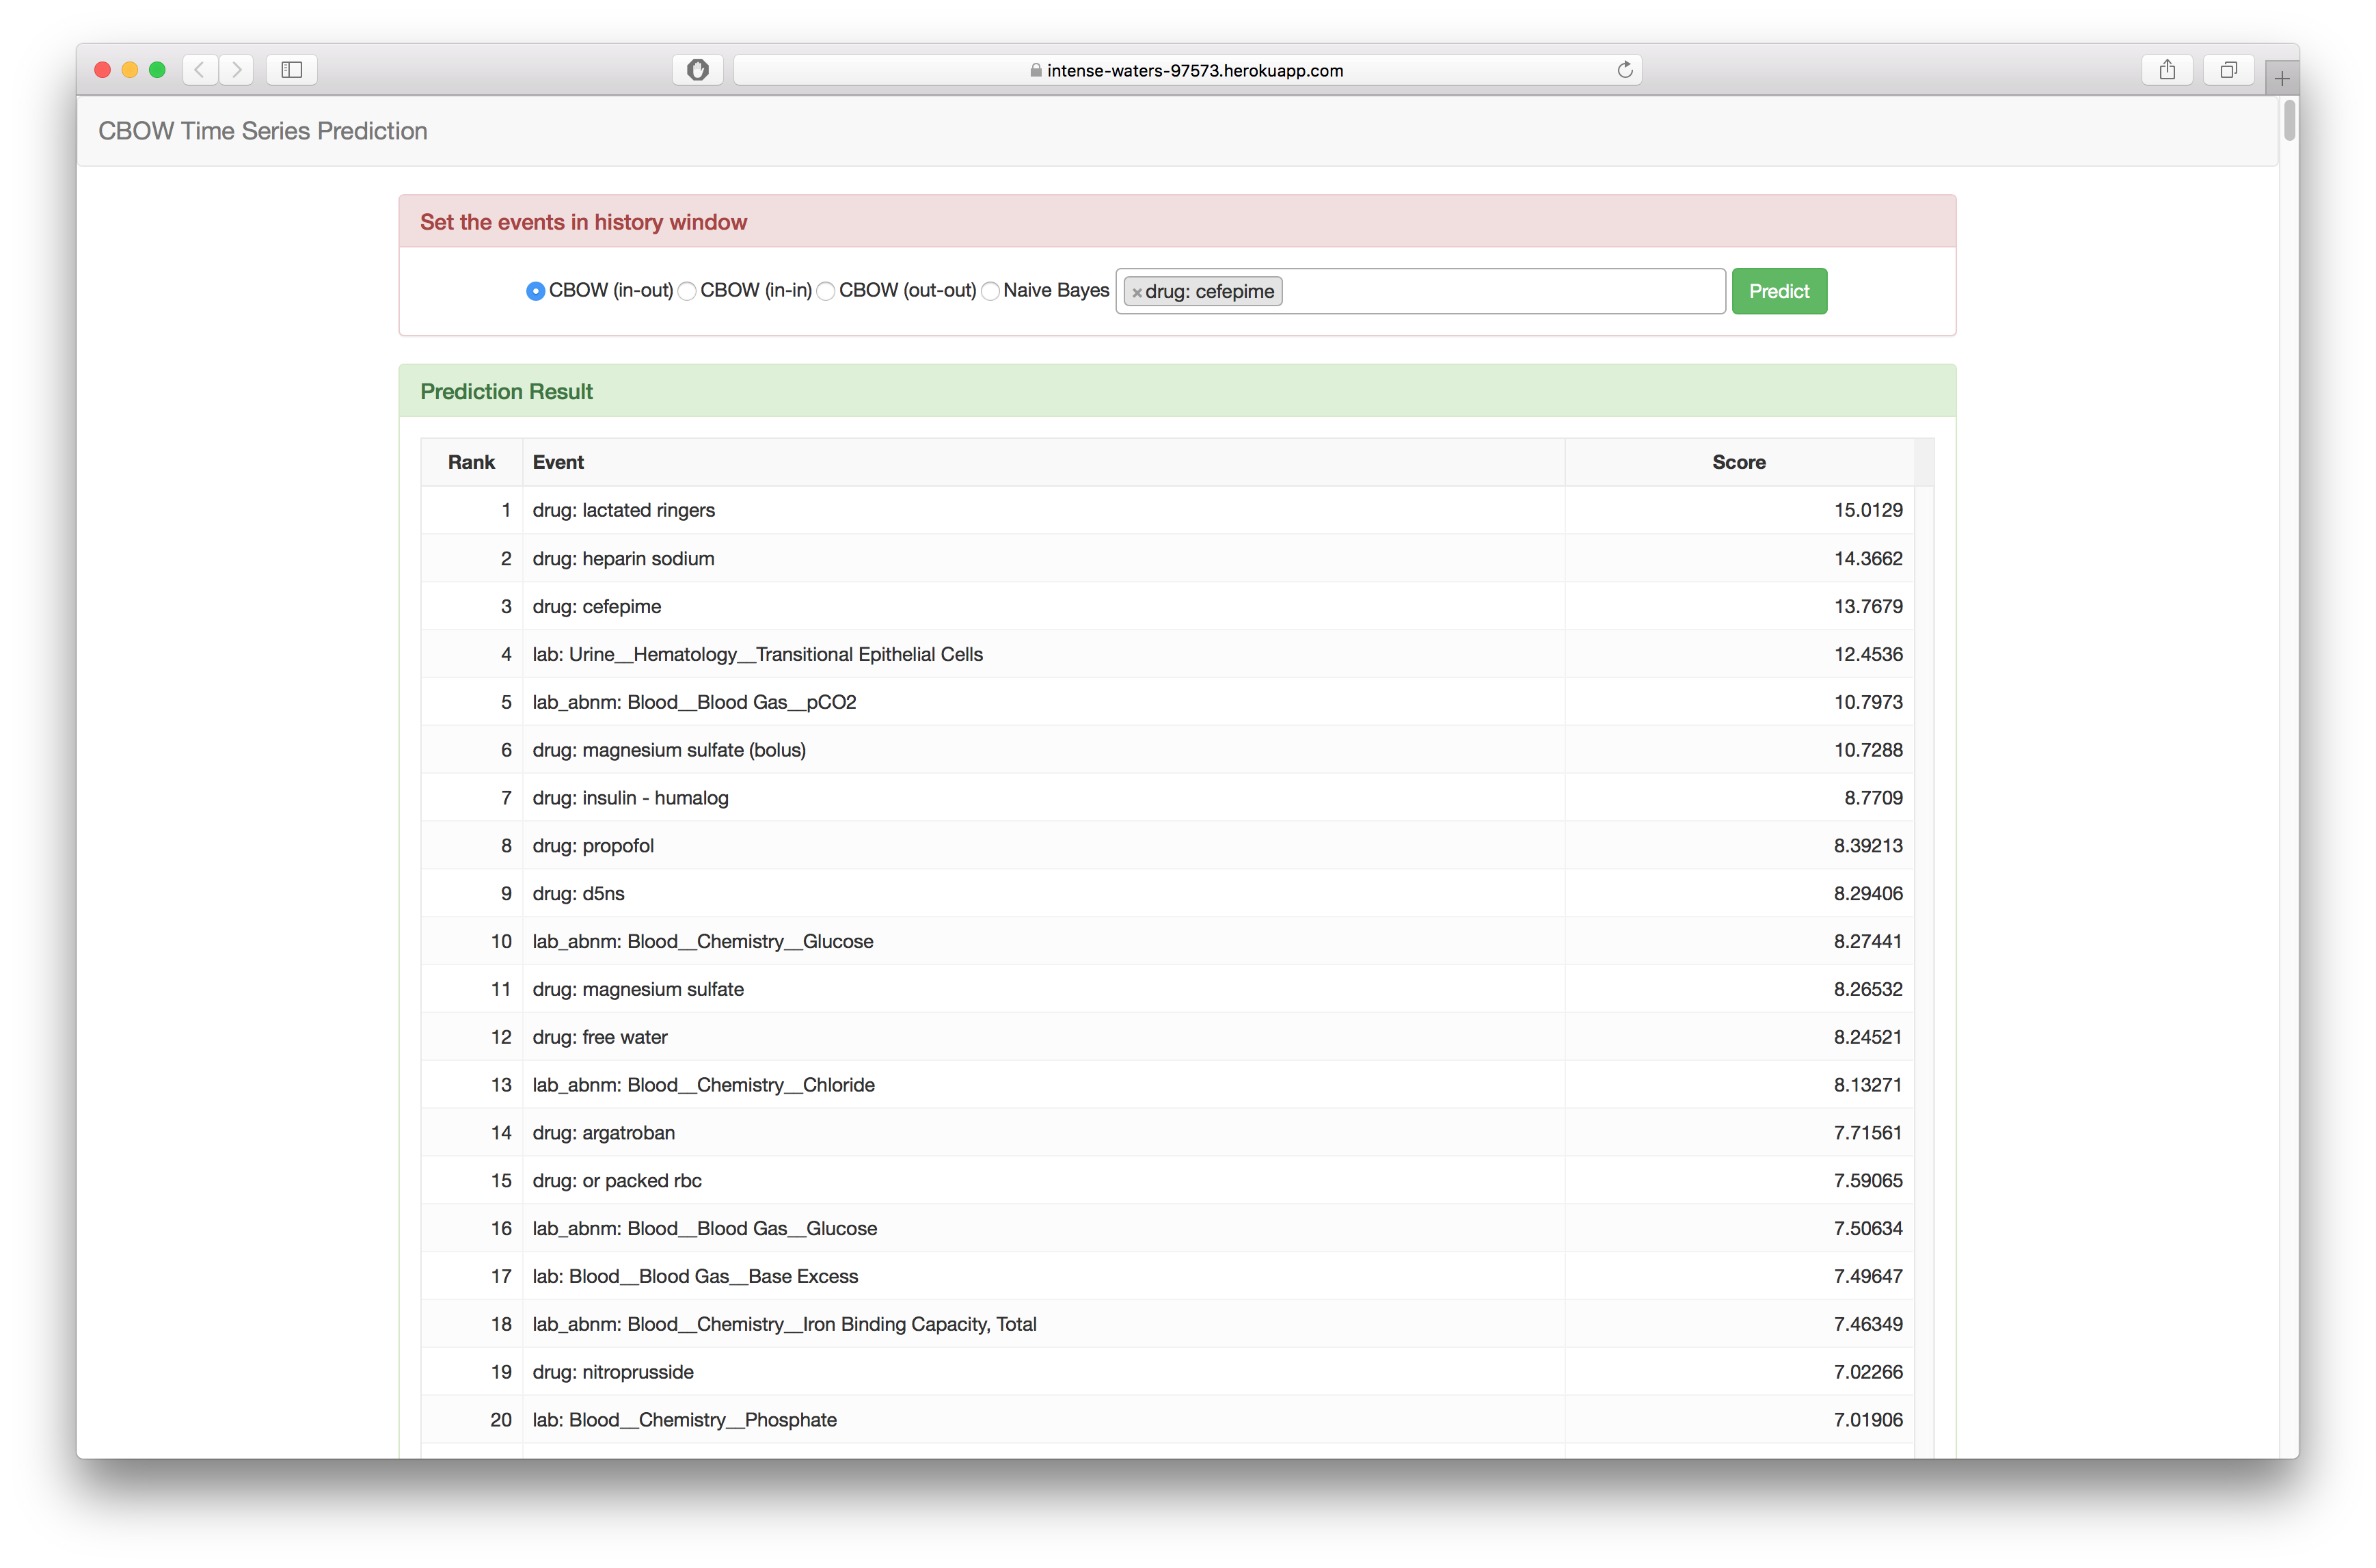 intense-waters-97573.herokuapp.com
CBOW Time Series Prediction
Set the events in history window
CBOW (in-out) CBOW (in-in) CBOW (out-out) Naive Bayes ×drug: cefepime Predict
Prediction Result
Rank Event Score
1 drug: lactated ringers 15.0129
2 drug: heparin sodium 14.3662
3 drug: cefepime 13.7679
4 lab: Urine__Hematology__Transitional Epithelial Cells 12.4536
5 lab_abnm: Blood__Blood Gas__pCO2 10.7973
6 drug: magnesium sulfate (bolus) 10.7288
7 drug: insulin - humalog 8.7709
8 drug: propofol 8.39213
9 drug: d5ns 8.29406
10 lab_abnm: Blood__Chemistry__Glucose 8.27441
11 drug: magnesium sulfate 8.26532
12 drug: free water 8.24521
13 lab_abnm: Blood__Chemistry__Chloride 8.13271
14 drug: argatroban 7.71561
15 drug: or packed rbc 7.59065
16 lab_abnm: Blood__Blood Gas__Glucose 7.50634
17 lab: Blood__Blood Gas__Base Excess 7.49647
18 lab_abnm: Blood__Chemistry__Iron Binding Capacity, Total 7.46349
19 drug: nitroprusside 7.02266
20 lab: Blood__Chemistry__Phosphate 7.01906